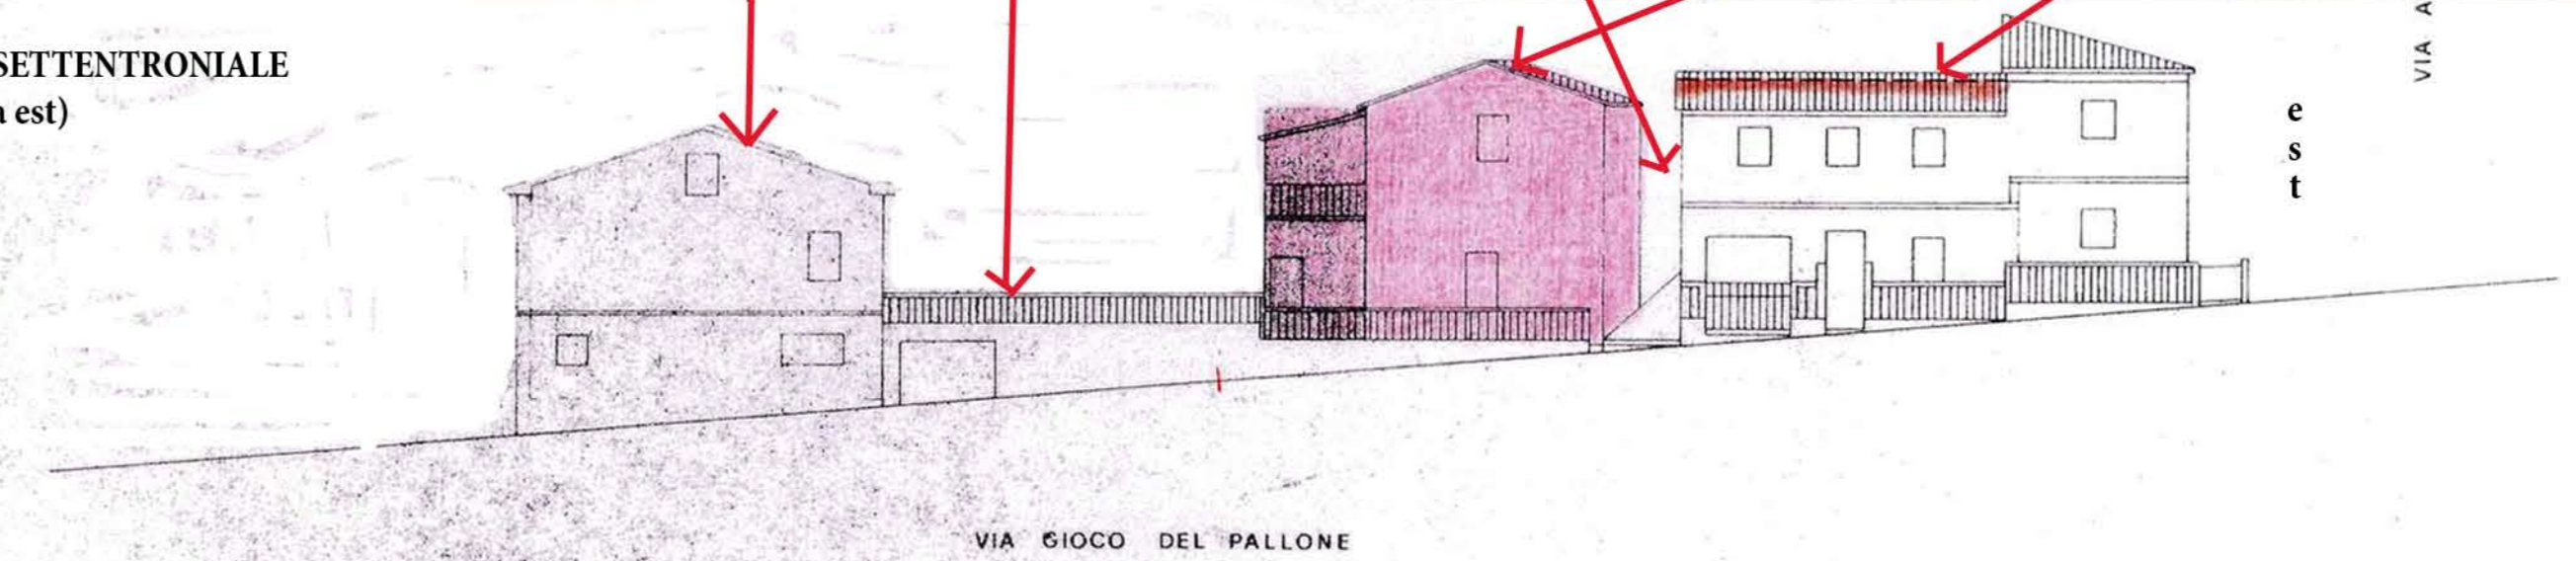 SETTENTRONIALE
a est)
VIA A
e
s
t
VIA GIOCO DEL PALLONE